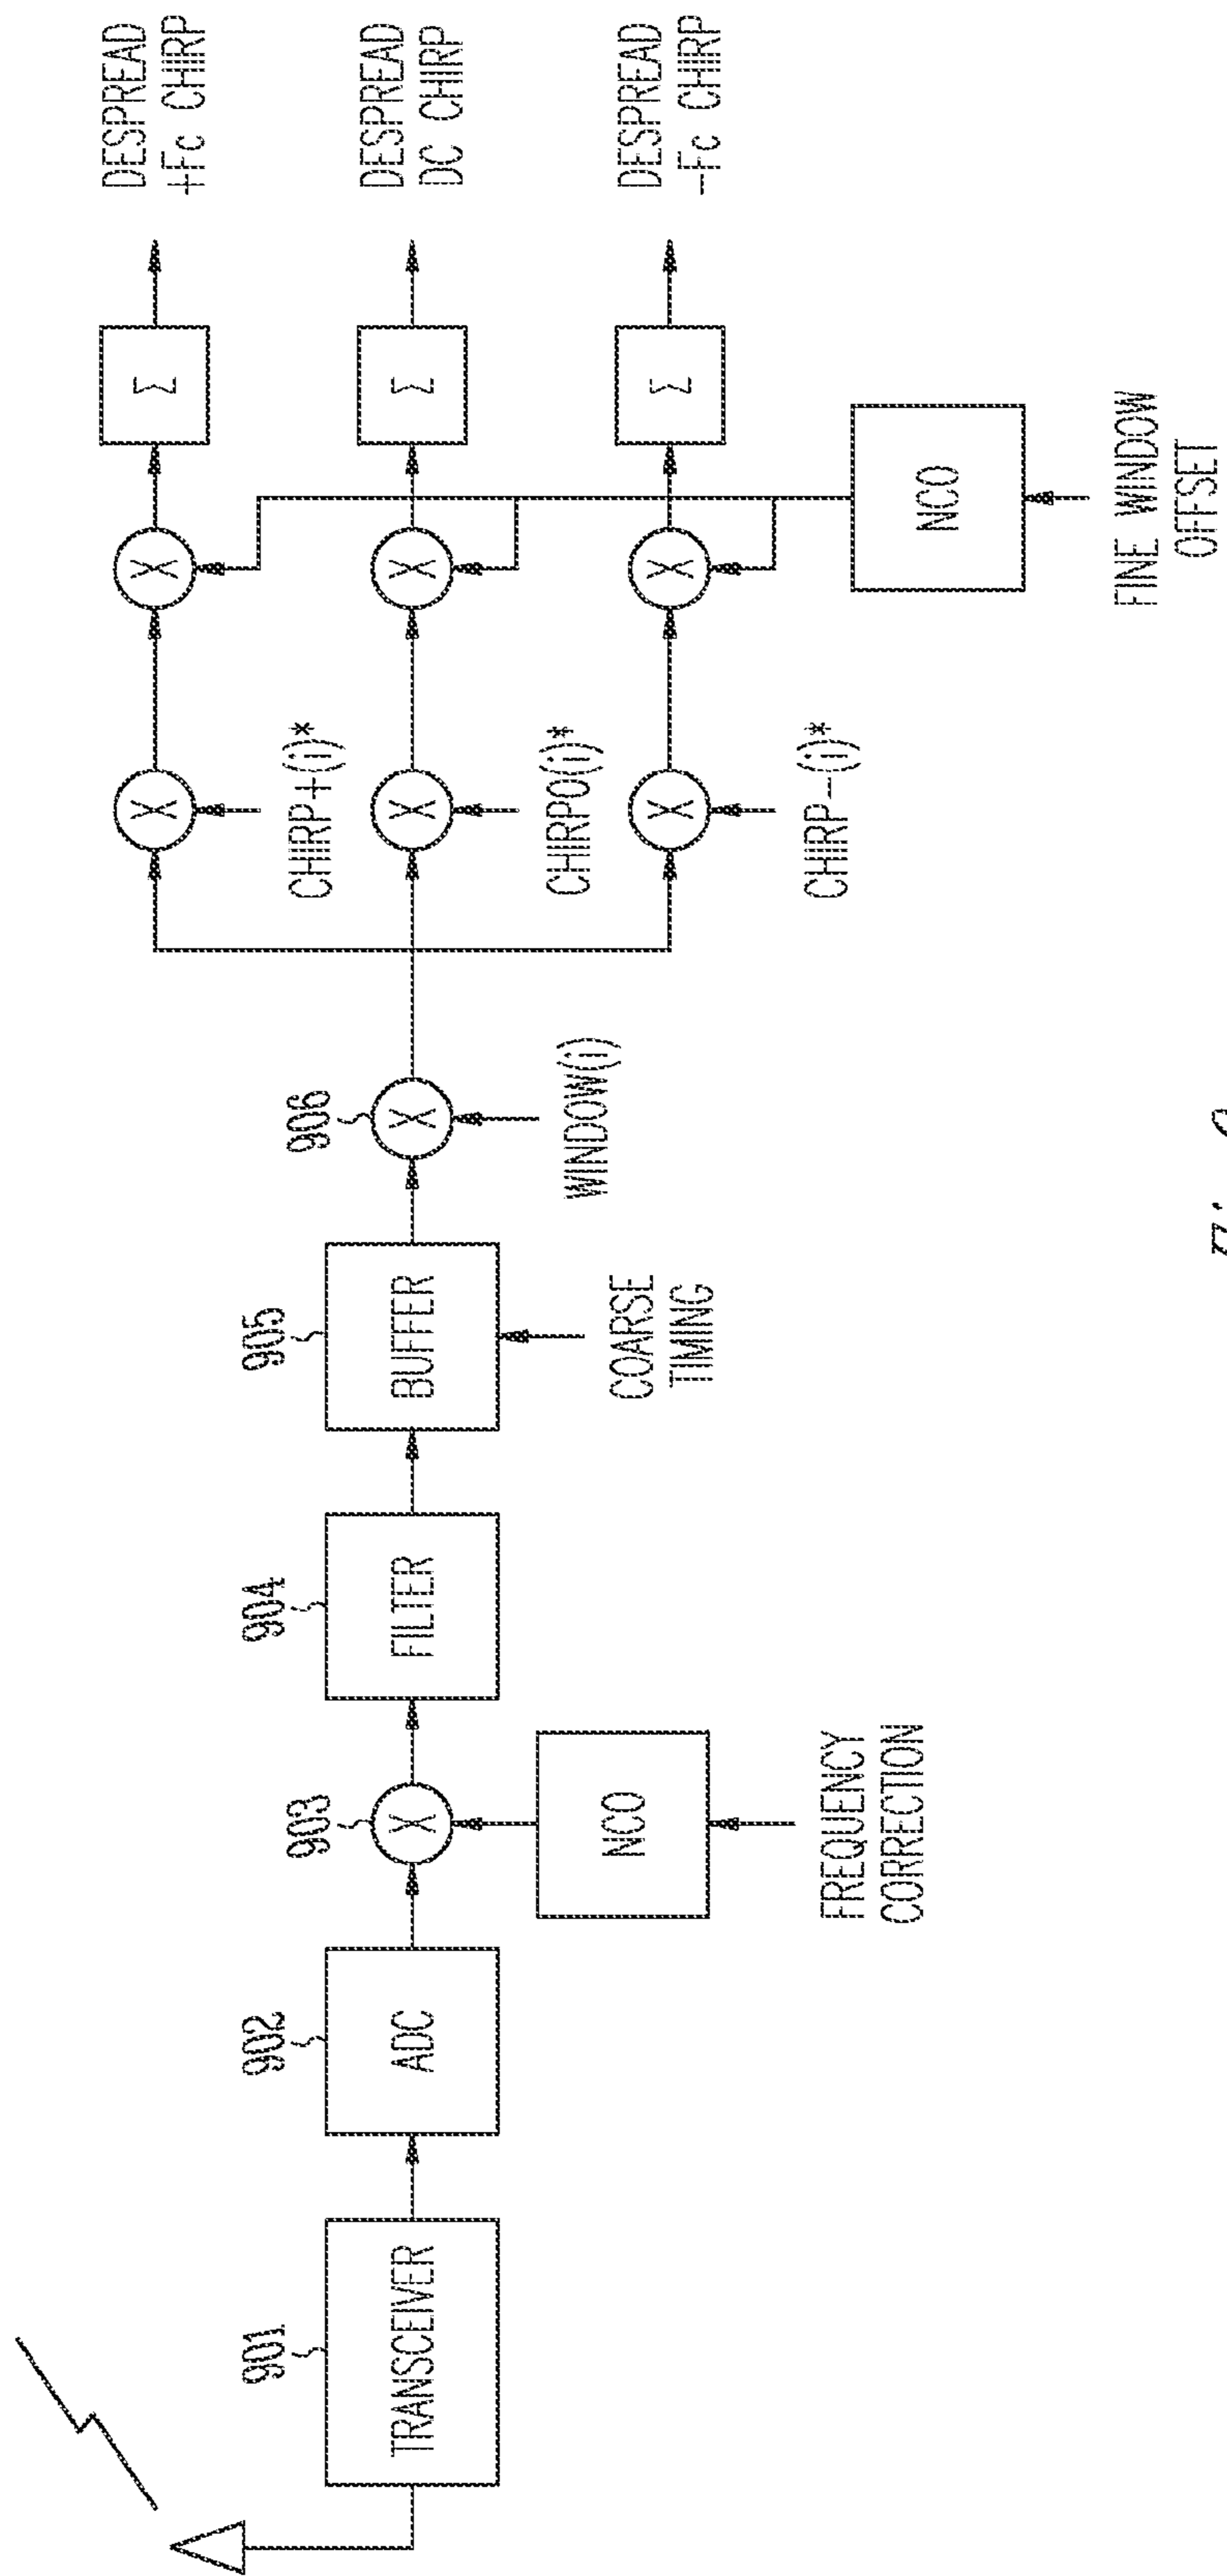 901
TRANSCEIVER
902
ADC
903
X
NCO
FREQUENCY
CORRECTION
904
FILTER
905
BUFFER
COARSE
TIMING
906
X
WINDOW(i)
X
CHIRP+(i)*
X
Σ
DESPREAD
+Fc CHIRP
X
CHIRP0(i)*
X
Σ
DESPREAD
DC CHIRP
X
CHIRP-(i)*
X
Σ
DESPREAD
-Fc CHIRP
NCO
FINE WINDOW
OFFSET